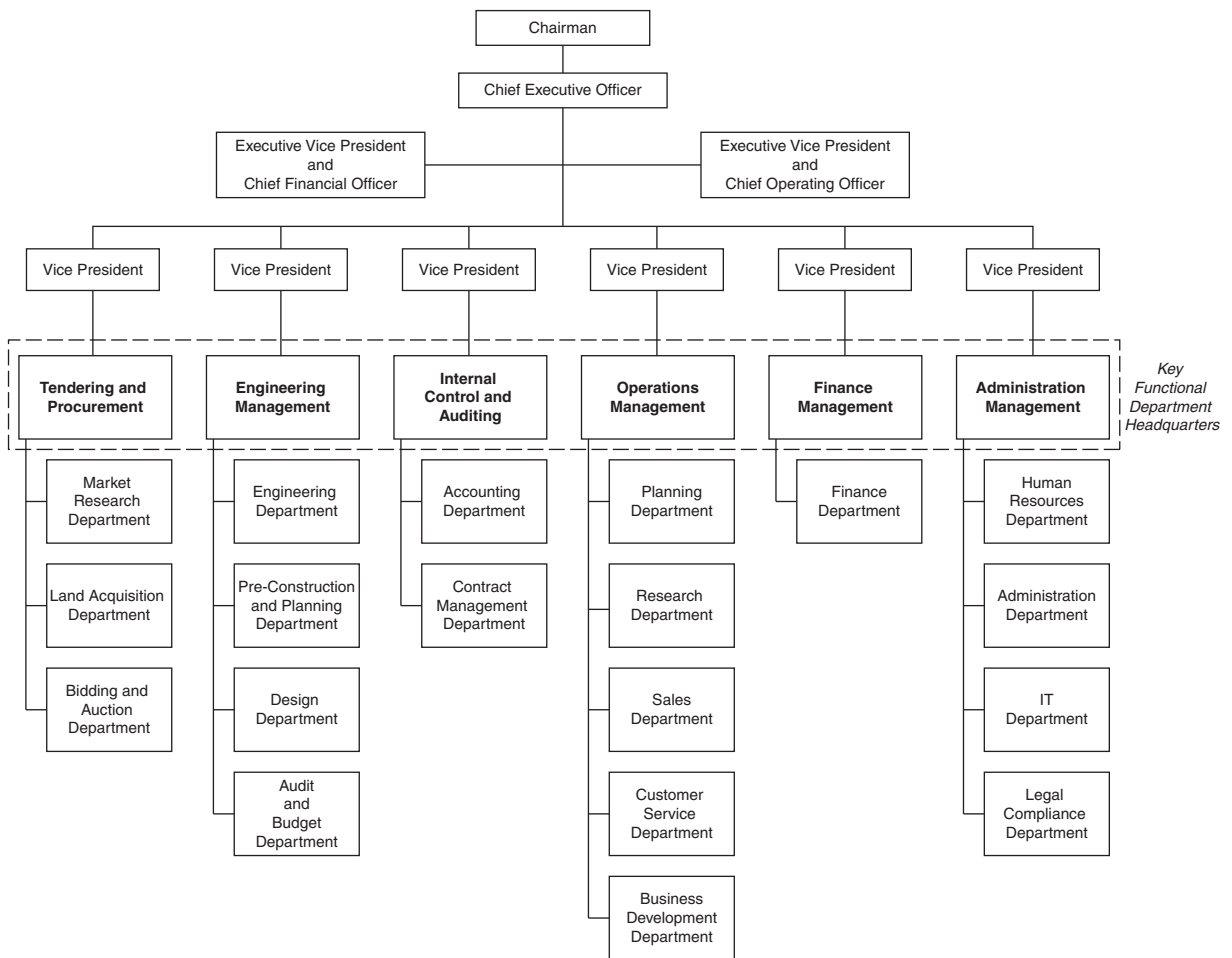 Chairman
Chief Executive Officer
Executive Vice President
and
Chief Financial Officer
Executive Vice President
and
Chief Operating Officer
Vice President
Vice President
Vice President
Vice President
Vice President
Vice President
Tendering and
Procurement
Engineering
Management
Internal
Control and
Auditing
Operations
Management
Finance
Management
Administration
Management
Key
Functional
Department
Headquarters
Market
Research
Department
Land Acquisition
Department
Bidding and
Auction
Department
Engineering
Department
Pre-Construction
and Planning
Department
Design
Department
Audit
and
Budget
Department
Accounting
Department
Contract
Management
Department
Planning
Department
Research
Department
Sales
Department
Customer
Service
Department
Business
Development
Department
Finance
Department
Human
Resources
Department
Administration
Department
IT
Department
Legal
Compliance
Department